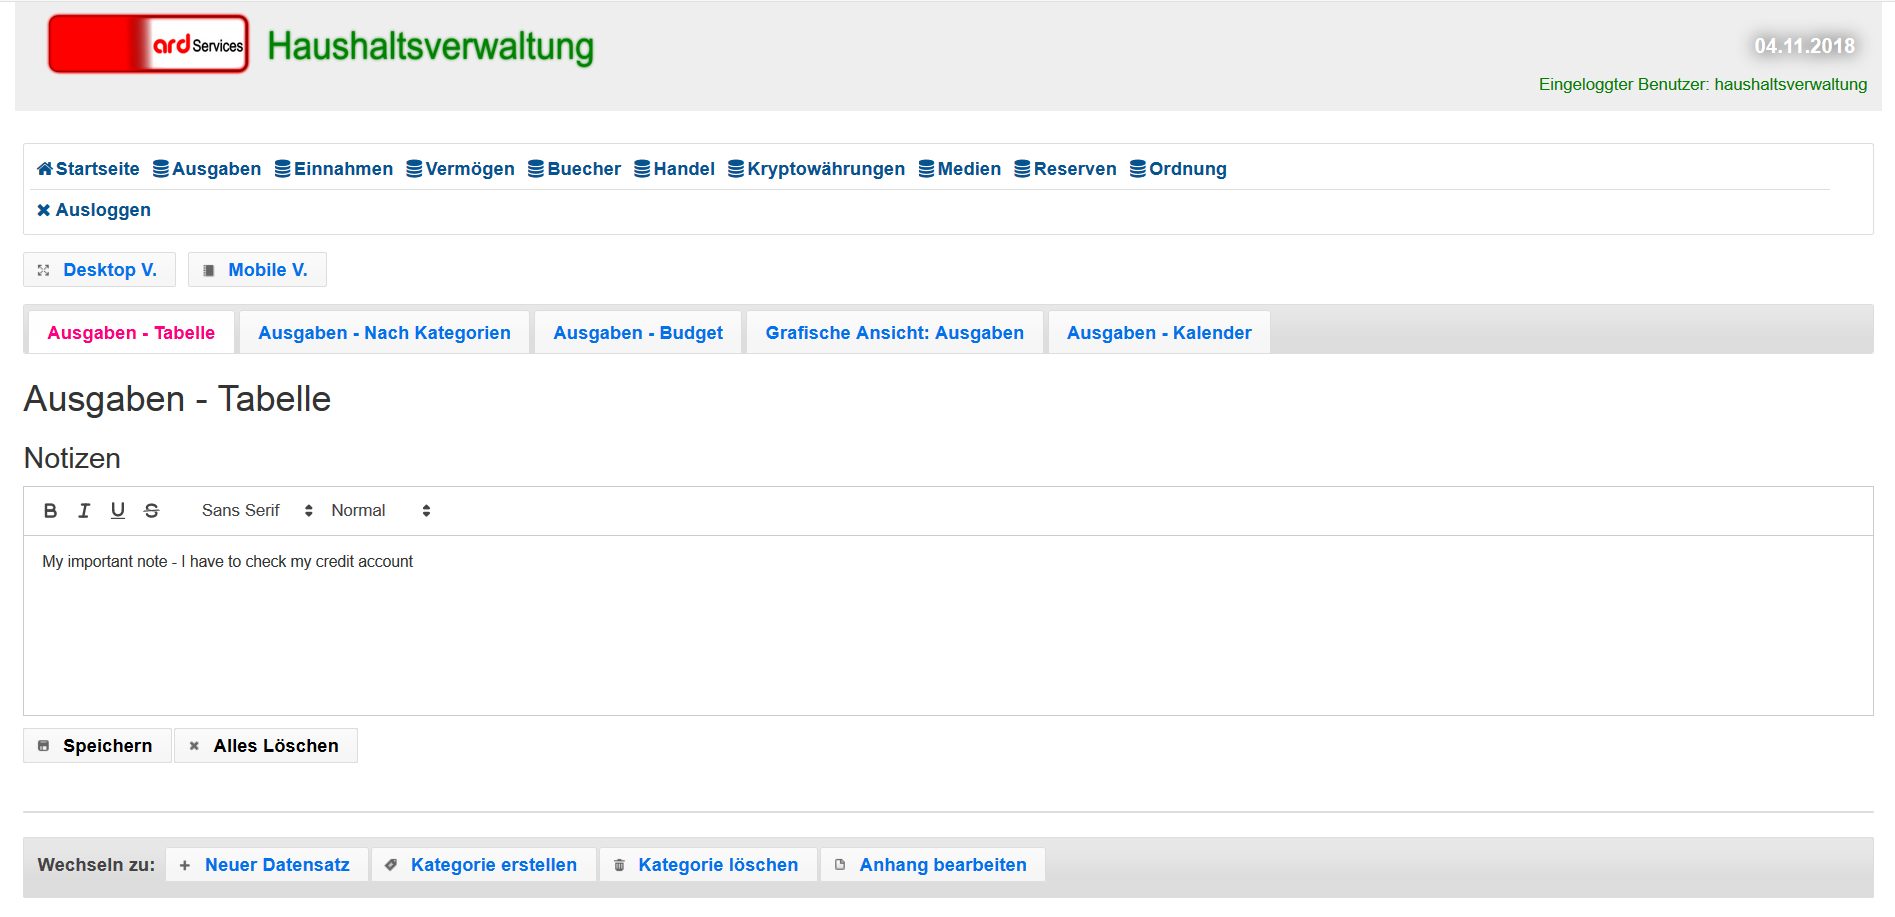 ard Services Haushaltsverwaltung
04.11.2018
Eingeloggter Benutzer: haushaltsverwaltung
Startseite Ausgaben Einnahmen Vermögen Buecher Handel Kryptowährungen Medien Reserven Ordnung
Ausloggen
Desktop V. Mobile V.
Ausgaben - Tabelle Ausgaben - Nach Kategorien Ausgaben - Budget Grafische Ansicht: Ausgaben Ausgaben - Kalender
Ausgaben - Tabelle
Notizen
B I U S Sans Serif Normal
My important note - I have to check my credit account
Speichern Alles Löschen
Wechseln zu: Neuer Datensatz Kategorie erstellen Kategorie löschen Anhang bearbeiten